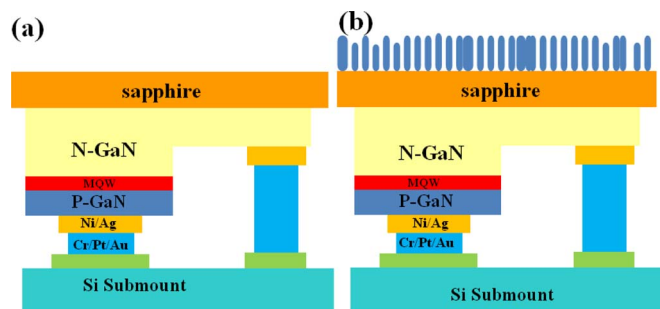 (a)
sapphire
N-GaN
MQW
P-GaN
Ni/Ag
Cr/Pt/Au
Si Submount
(b)
sapphire
N-GaN
MQW
P-GaN
Ni/Ag
Cr/Pt/Au
Si Submount